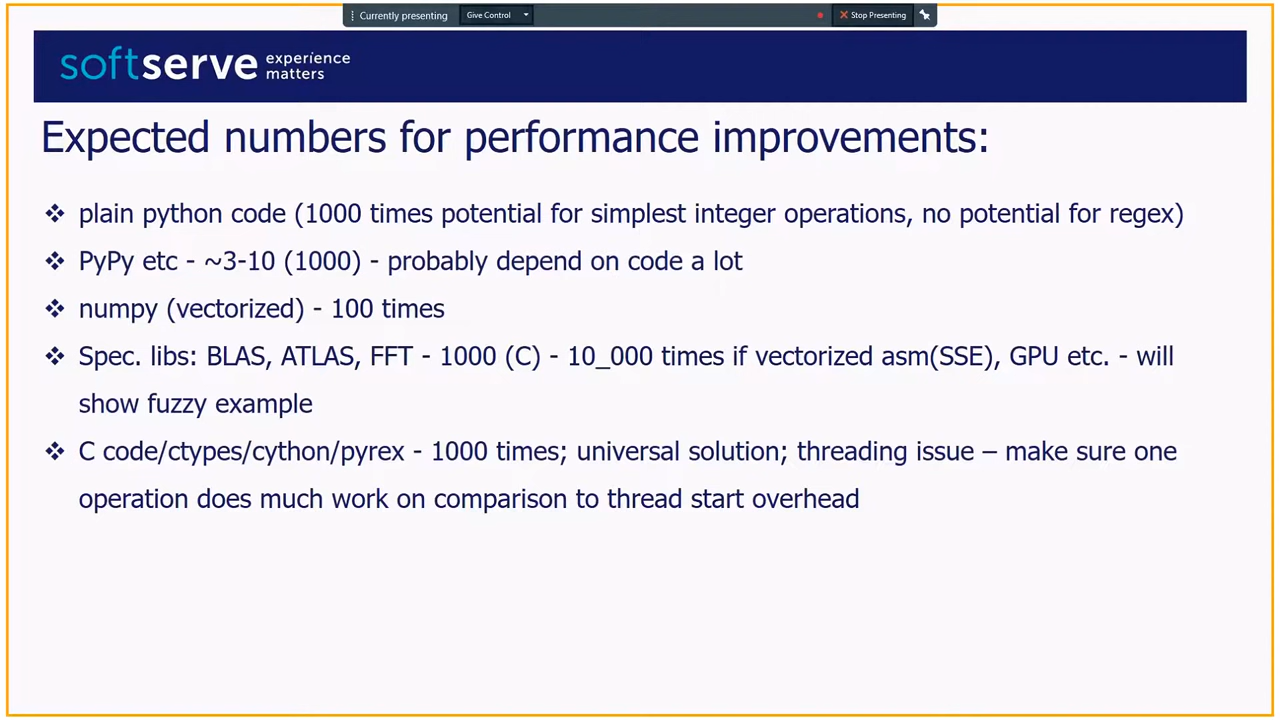 Currently presenting Give Control Stop Presenting
softserve experience matters
Expected numbers for performance improvements:
❖ plain python code (1000 times potential for simplest integer operations, no potential for regex)
❖ PyPy etc - ~3-10 (1000) - probably depend on code a lot
❖ numpy (vectorized) - 100 times
❖ Spec. libs: BLAS, ATLAS, FFT - 1000 (C) - 10_000 times if vectorized asm(SSE), GPU etc. - will
show fuzzy example
❖ C code/ctypes/cython/pyrex - 1000 times; universal solution; threading issue – make sure one
operation does much work on comparison to thread start overhead